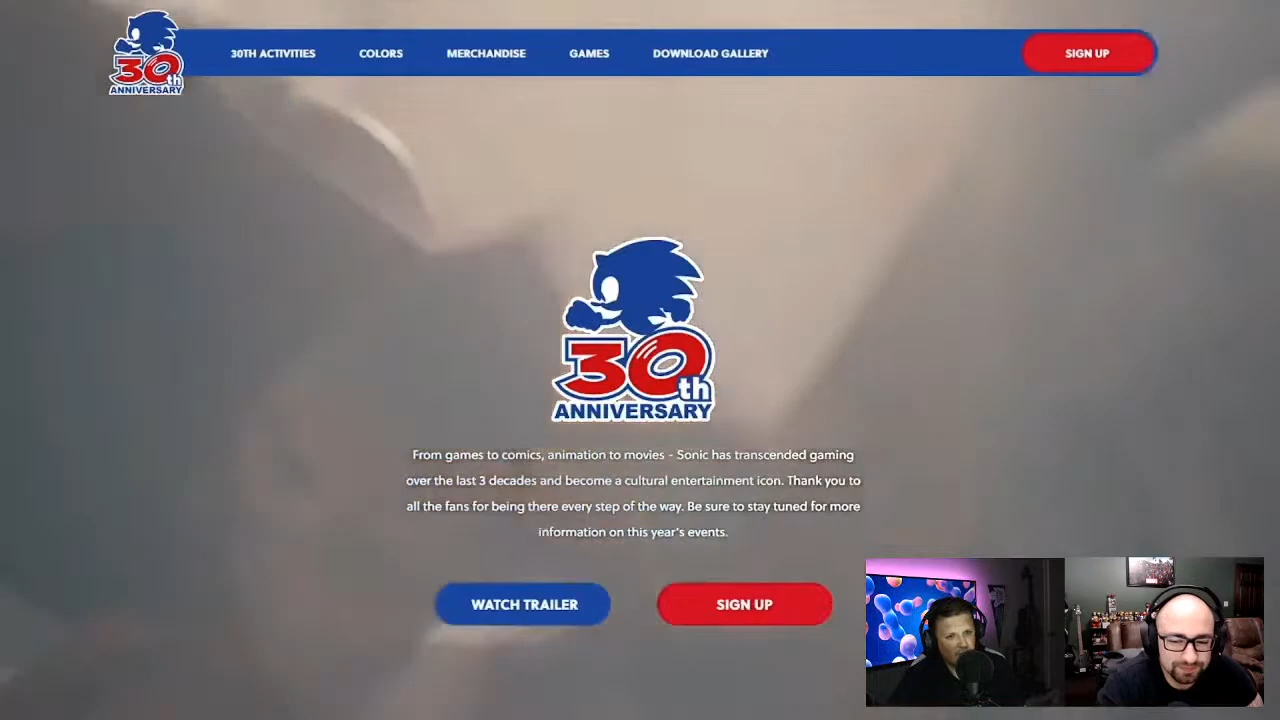 30TH ACTIVITIES COLORS MERCHANDISE GAMES DOWNLOAD GALLERY SIGN UP
30th
ANNIVERSARY
30th
ANNIVERSARY
From games to comics, animation to movies - Sonic has transcended gaming
over the last 3 decades and become a cultural entertainment icon. Thank you to
all the fans for being there every step of the way. Be sure to stay tuned for more
information on this year's events.
WATCH TRAILER SIGN UP